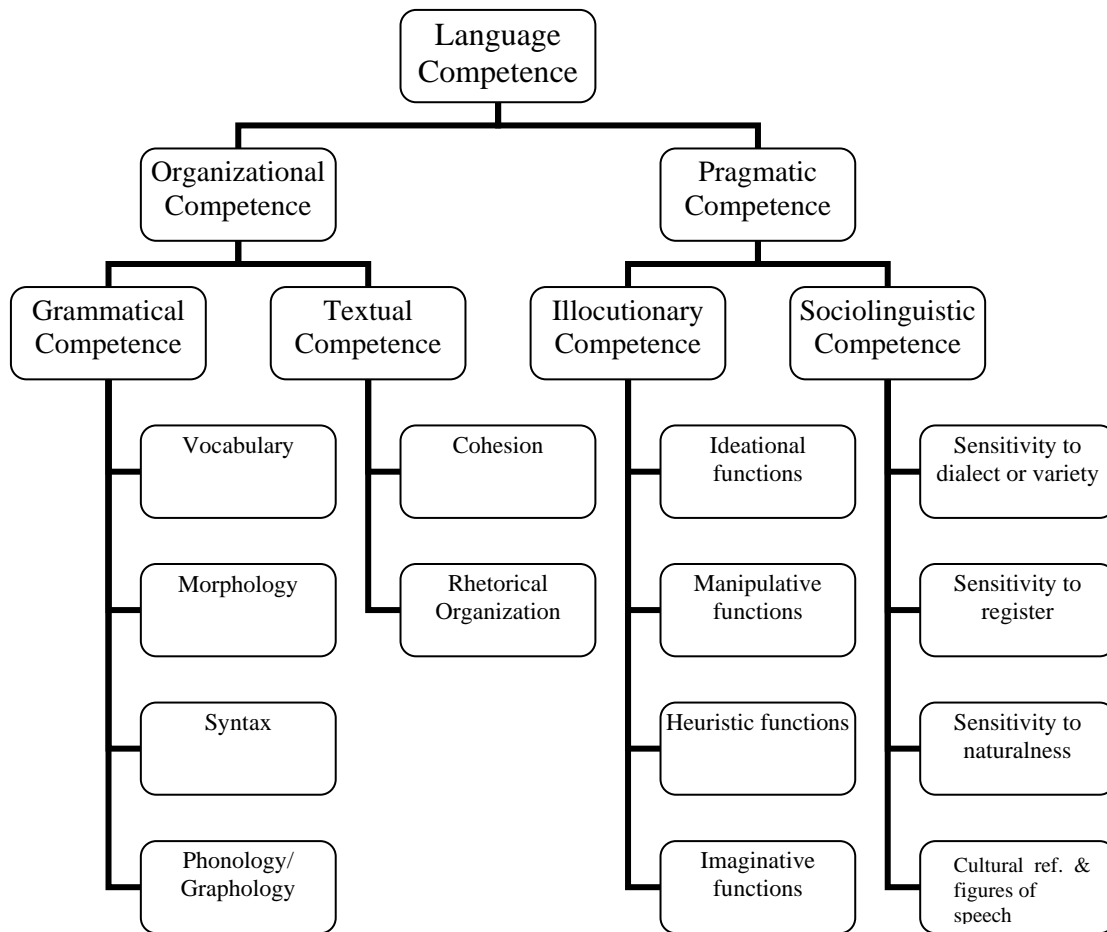 Language
Competence
Organizational
Competence
Pragmatic
Competence
Grammatical
Competence
Textual
Competence
Illocutionary
Competence
Sociolinguistic
Competence
Vocabulary
Cohesion
Ideational
functions
Sensitivity to
dialect or variety
Morphology
Rhetorical
Organization
Manipulative
functions
Sensitivity to
register
Syntax
Heuristic functions
Sensitivity to
naturalness
Phonology/
Graphology
Imaginative
functions
Cultural ref. &
figures of
speech